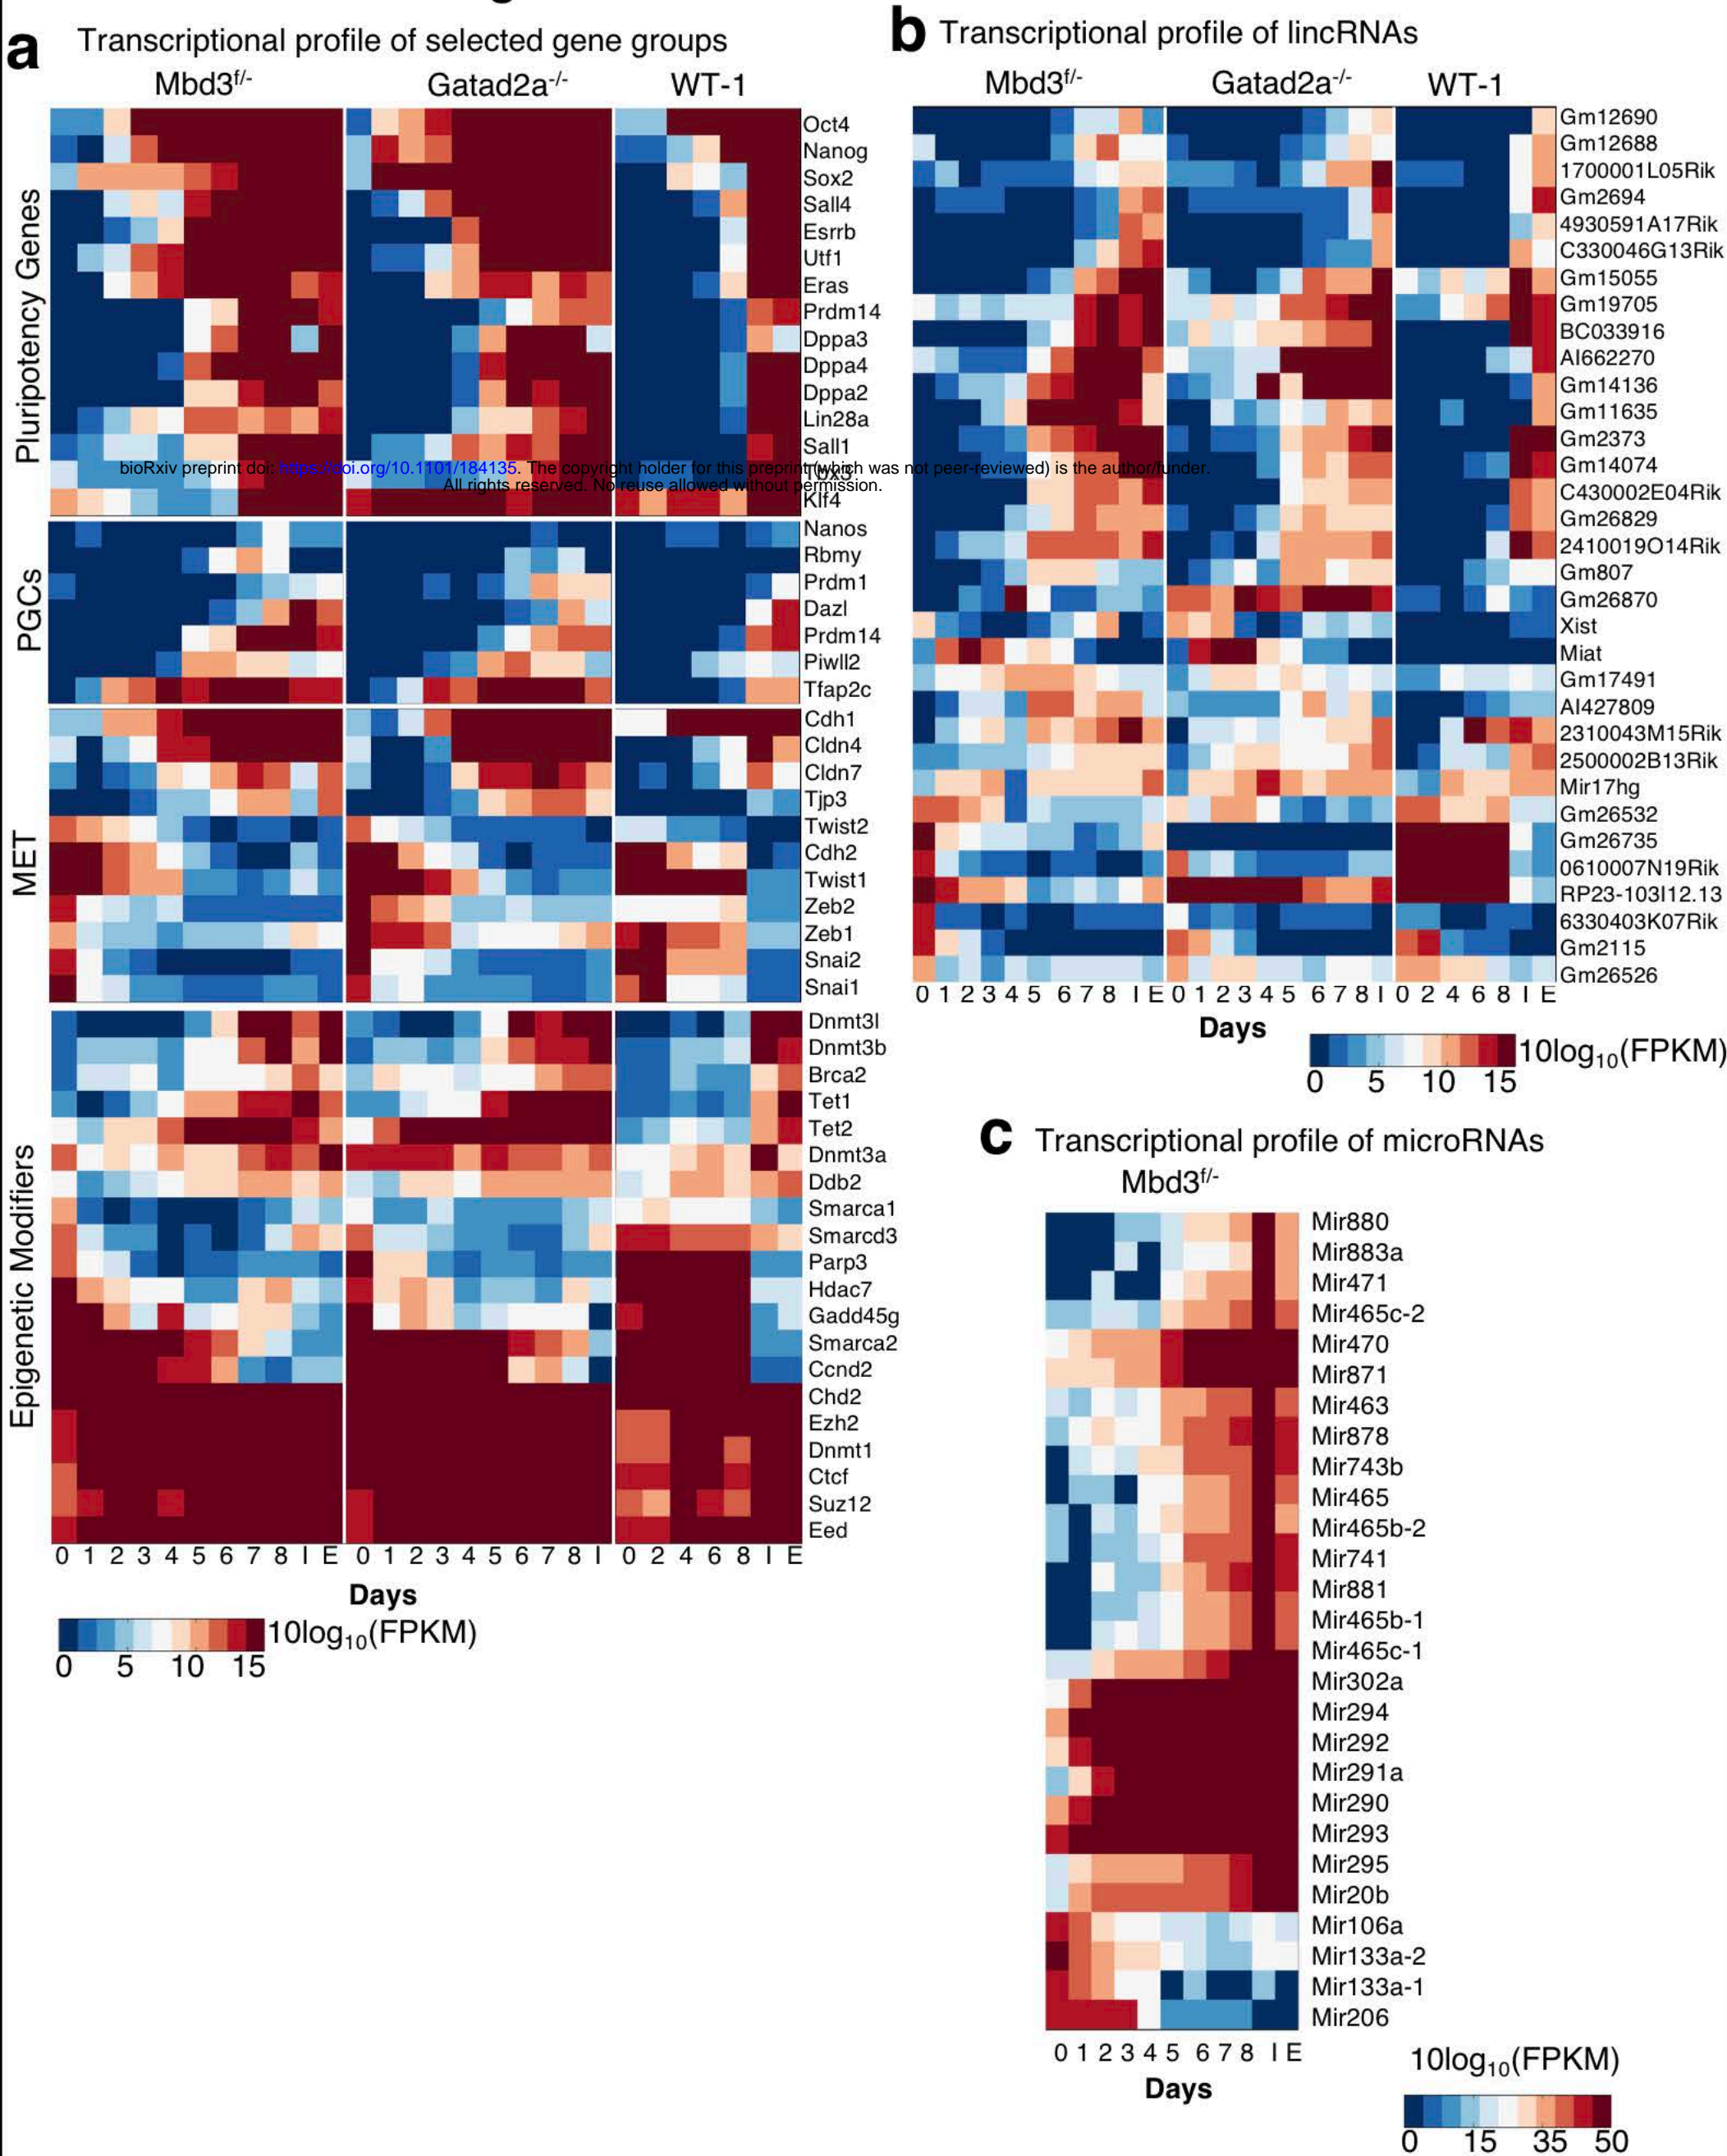 a Transcriptional profile of selected gene groups
Mbd3f/- Gatad2a-/- WT-1
Pluripotency Genes
Oct4
Nanog
Sox2
Sall4
Esrrb
Utf1
Eras
Prdm14
Dppa3
Dppa4
Dppa2
Lin28a
Sall1
Tbx3
Klf4
bioRxiv preprint doi: https://doi.org/10.1101/184135. The copyright holder for this preprint (which was not peer-reviewed) is the author/funder.
All rights reserved. No reuse allowed without permission.
PGCs
Nanos
Rbmy
Prdm1
Dazl
Prdm14
Piwll2
Tfap2c
MET
Cdh1
Cldn4
Cldn7
Tjp3
Twist2
Cdh2
Twist1
Zeb2
Zeb1
Snai2
Snai1
Epigenetic Modifiers
Dnmt3l
Dnmt3b
Brca2
Tet1
Tet2
Dnmt3a
Ddb2
Smarca1
Smarcd3
Parp3
Hdac7
Gadd45g
Smarca2
Ccnd2
Chd2
Ezh2
Dnmt1
Ctcf
Suz12
Eed
0 1 2 3 4 5 6 7 8 I E 0 1 2 3 4 5 6 7 8 I 0 2 4 6 8 I E
Days
10log10(FPKM)
0 5 10 15
b Transcriptional profile of lincRNAs
Mbd3f/- Gatad2a-/- WT-1
Gm12690
Gm12688
1700001L05Rik
Gm2694
4930591A17Rik
C330046G13Rik
Gm15055
Gm19705
BC033916
AI662270
Gm14136
Gm11635
Gm2373
Gm14074
C430002E04Rik
Gm26829
2410019O14Rik
Gm807
Gm26870
Xist
Miat
Gm17491
AI427809
2310043M15Rik
2500002B13Rik
Mir17hg
Gm26532
Gm26735
0610007N19Rik
RP23-103I12.13
6330403K07Rik
Gm2115
Gm26526
0 1 2 3 4 5 6 7 8 I E 0 1 2 3 4 5 6 7 8 I 0 2 4 6 8 I E
Days
10log10(FPKM)
0 5 10 15
c Transcriptional profile of microRNAs
Mbd3f/-
Mir880
Mir883a
Mir471
Mir465c-2
Mir470
Mir871
Mir463
Mir878
Mir743b
Mir465
Mir465b-2
Mir741
Mir881
Mir465b-1
Mir465c-1
Mir302a
Mir294
Mir292
Mir291a
Mir290
Mir293
Mir295
Mir20b
Mir106a
Mir133a-2
Mir133a-1
Mir206
0 1 2 3 4 5 6 7 8 I E
Days
10log10(FPKM)
0 15 35 50